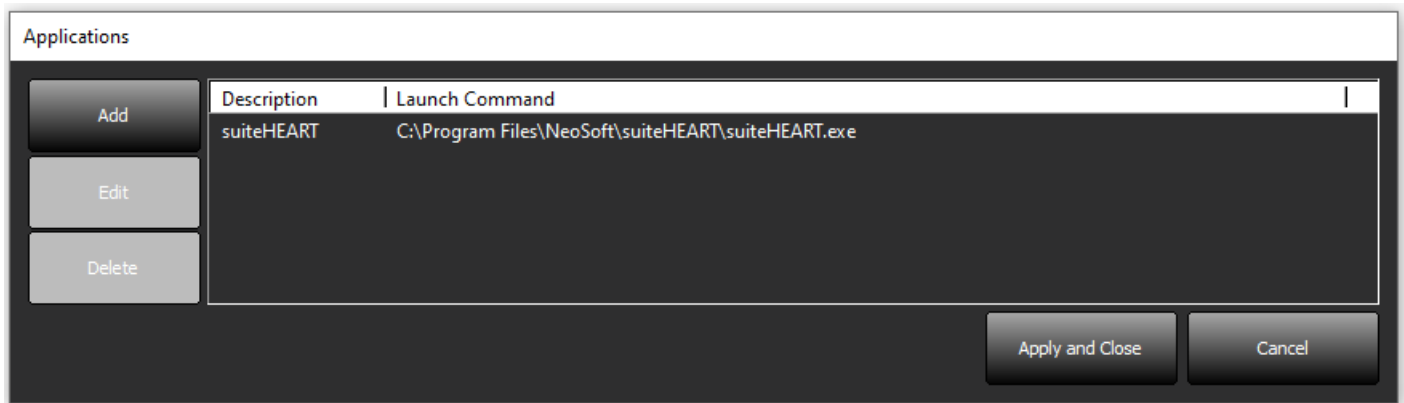 Applications
Add
Description Launch Command
suiteHEART C:\Program Files\NeoSoft\suiteHEART\suiteHEART.exe
Edit
Delete
Apply and Close Cancel